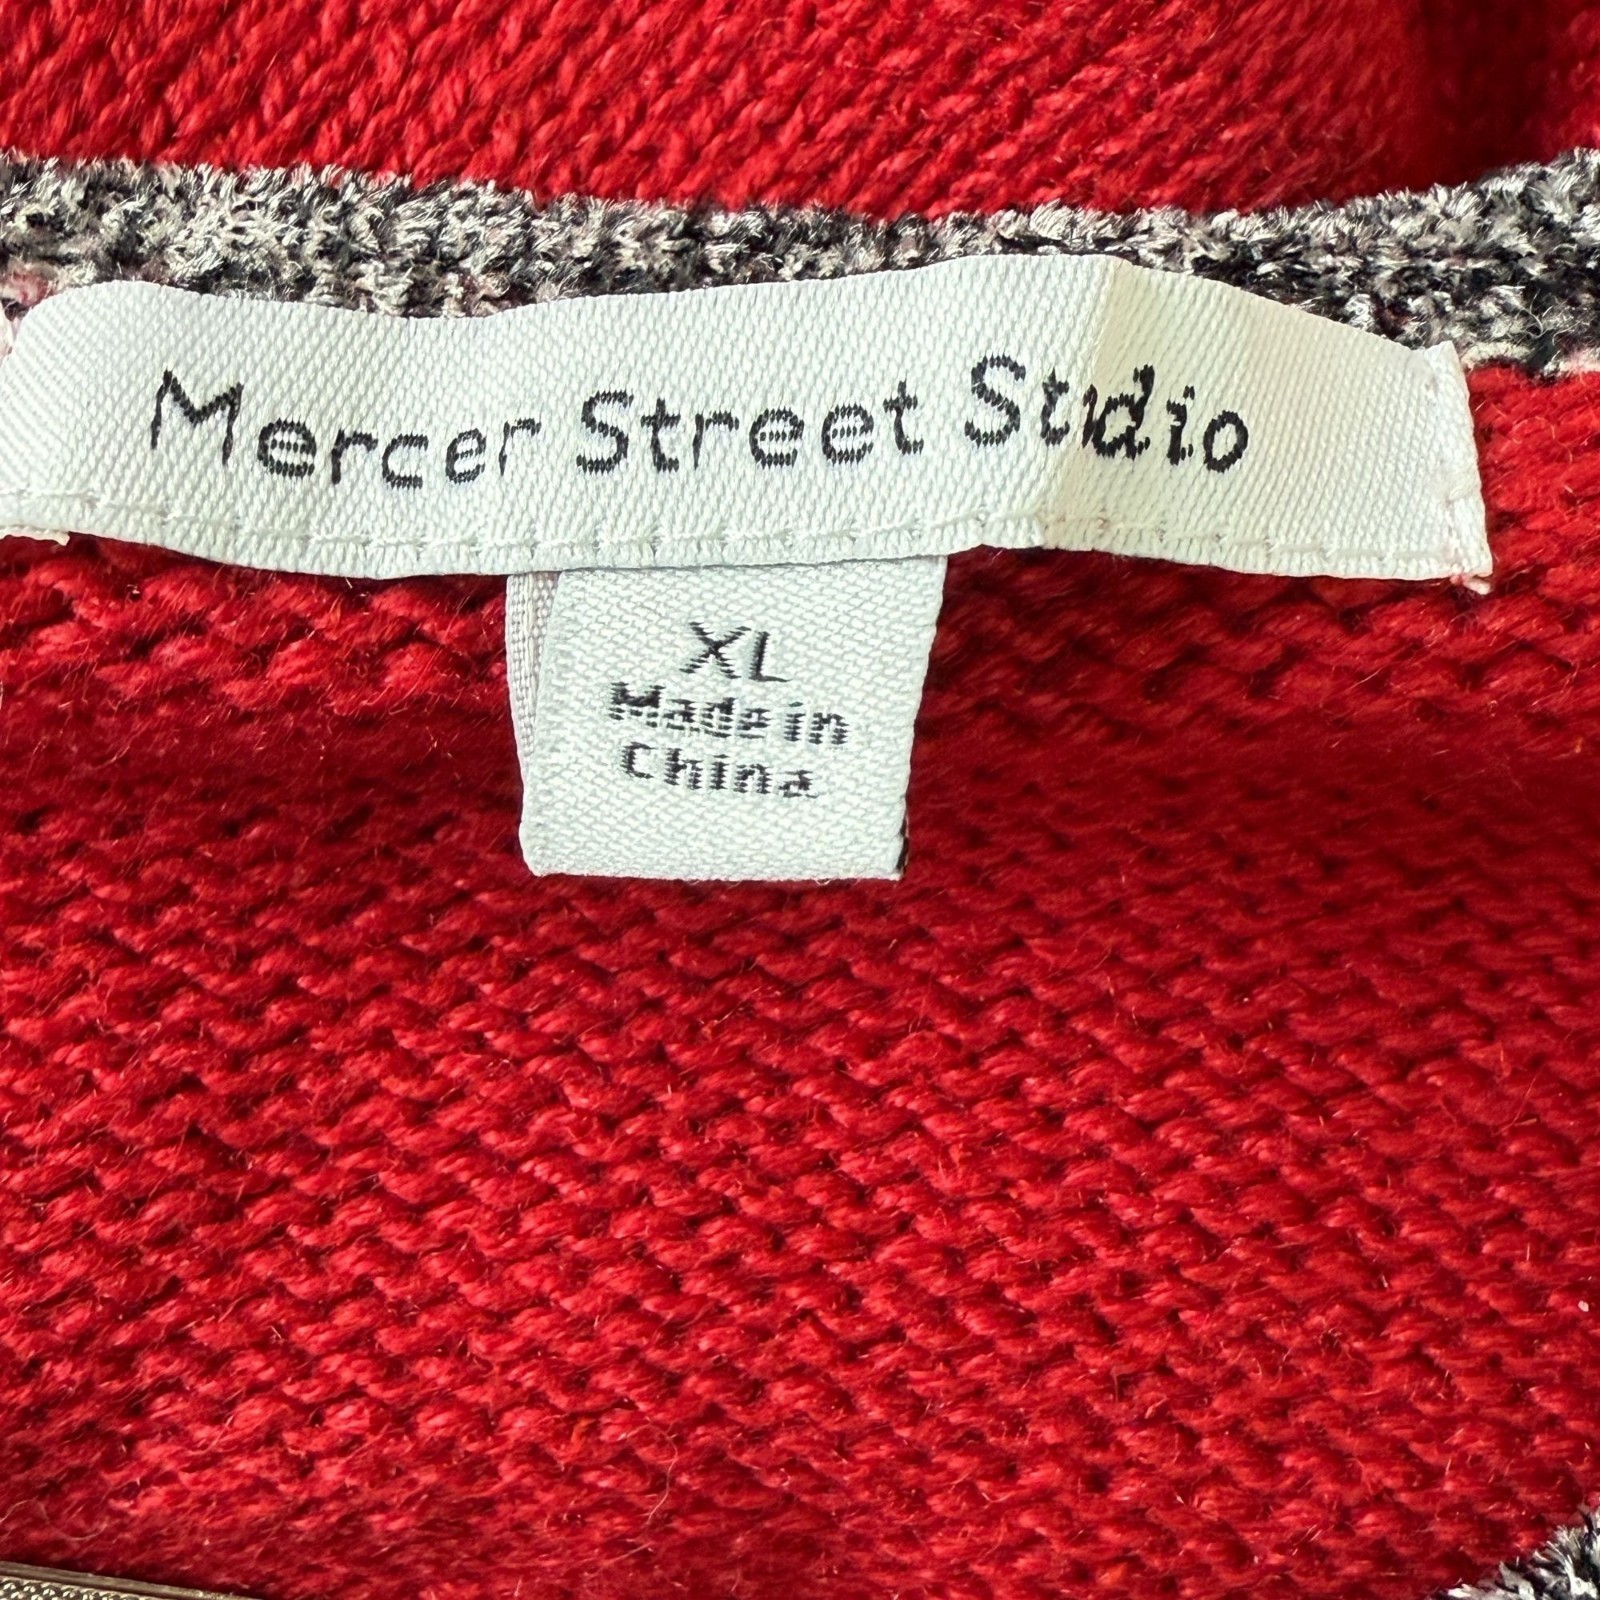 Mercer Street Studio
XL
Made in
China